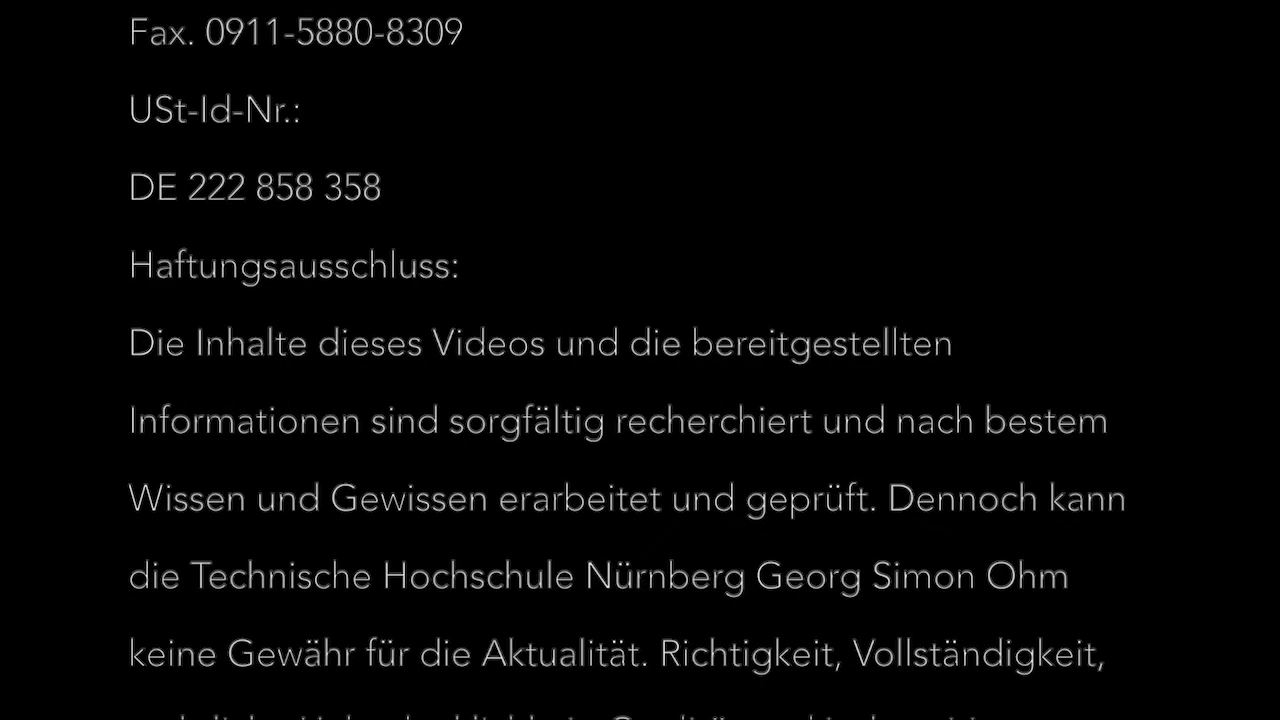 Fax. 0911-5880-8309
USt-Id-Nr.:
DE 222 858 358
Haftungsausschluss:
Die Inhalte dieses Videos und die bereitgestellten
Informationen sind sorgfältig recherchiert und nach bestem
Wissen und Gewissen erarbeitet und geprüft. Dennoch kann
die Technische Hochschule Nürnberg Georg Simon Ohm
keine Gewähr für die Aktualität. Richtigkeit, Vollständigkeit,